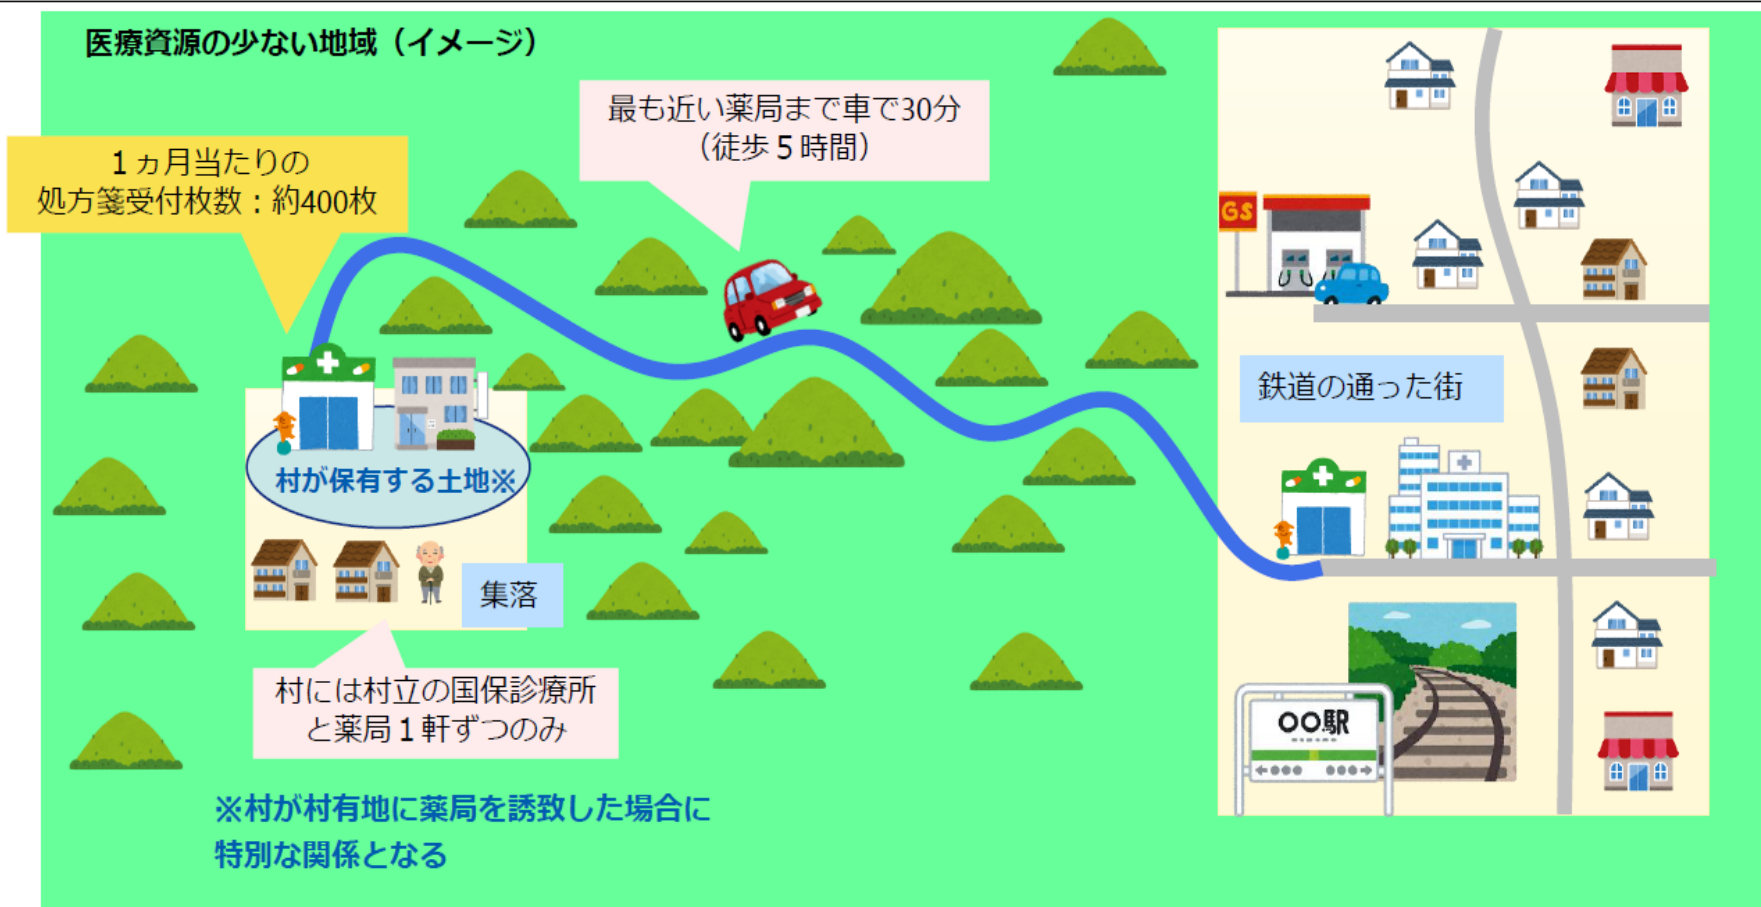 医療資源の少ない地域（イメージ）
最も近い薬局まで車で30分
（徒歩５時間）
１ヵ月当たりの
処方箋受付枚数：約400枚
GS
鉄道の通った街
村が保有する土地※
集落
村には村立の国保診療所
と薬局１軒ずつのみ
○○駅
※村が村有地に薬局を誘致した場合に
特別な関係となる